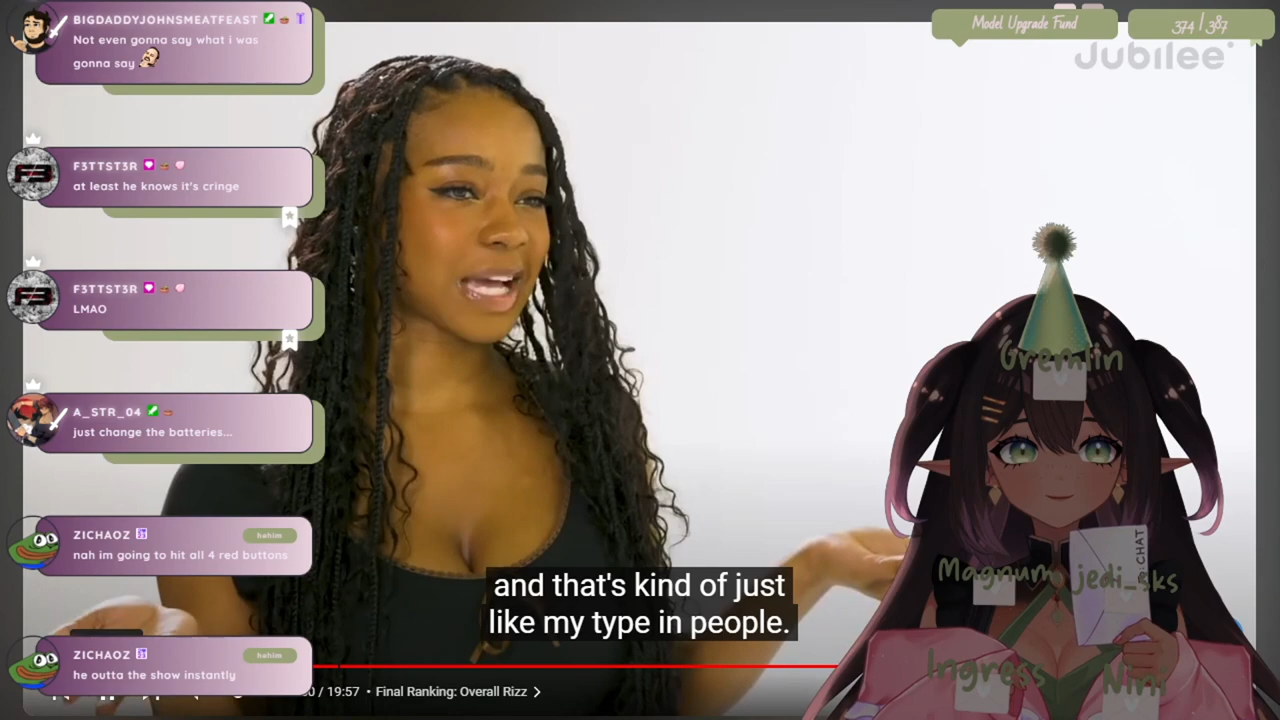 BIGDADDYJOHNSMEATFEAST
Not even gonna say what i was
gonna say
F3TTST3R
at least he knows it's cringe
F3TTST3R
LMAO
A_STR_04
just change the batteries...
ZICHAOZ
hehim
nah im going to hit all 4 red buttons
ZICHAOZ
hehim
he outta the show instantly
Model Upgrade Fund
374 / 387
Jubilee
Gremlin
CHAT
Magnum
jedi_sks
Ingress
Nini
and that's kind of just
like my type in people.
/ 19:57 • Final Ranking: Overall Rizz